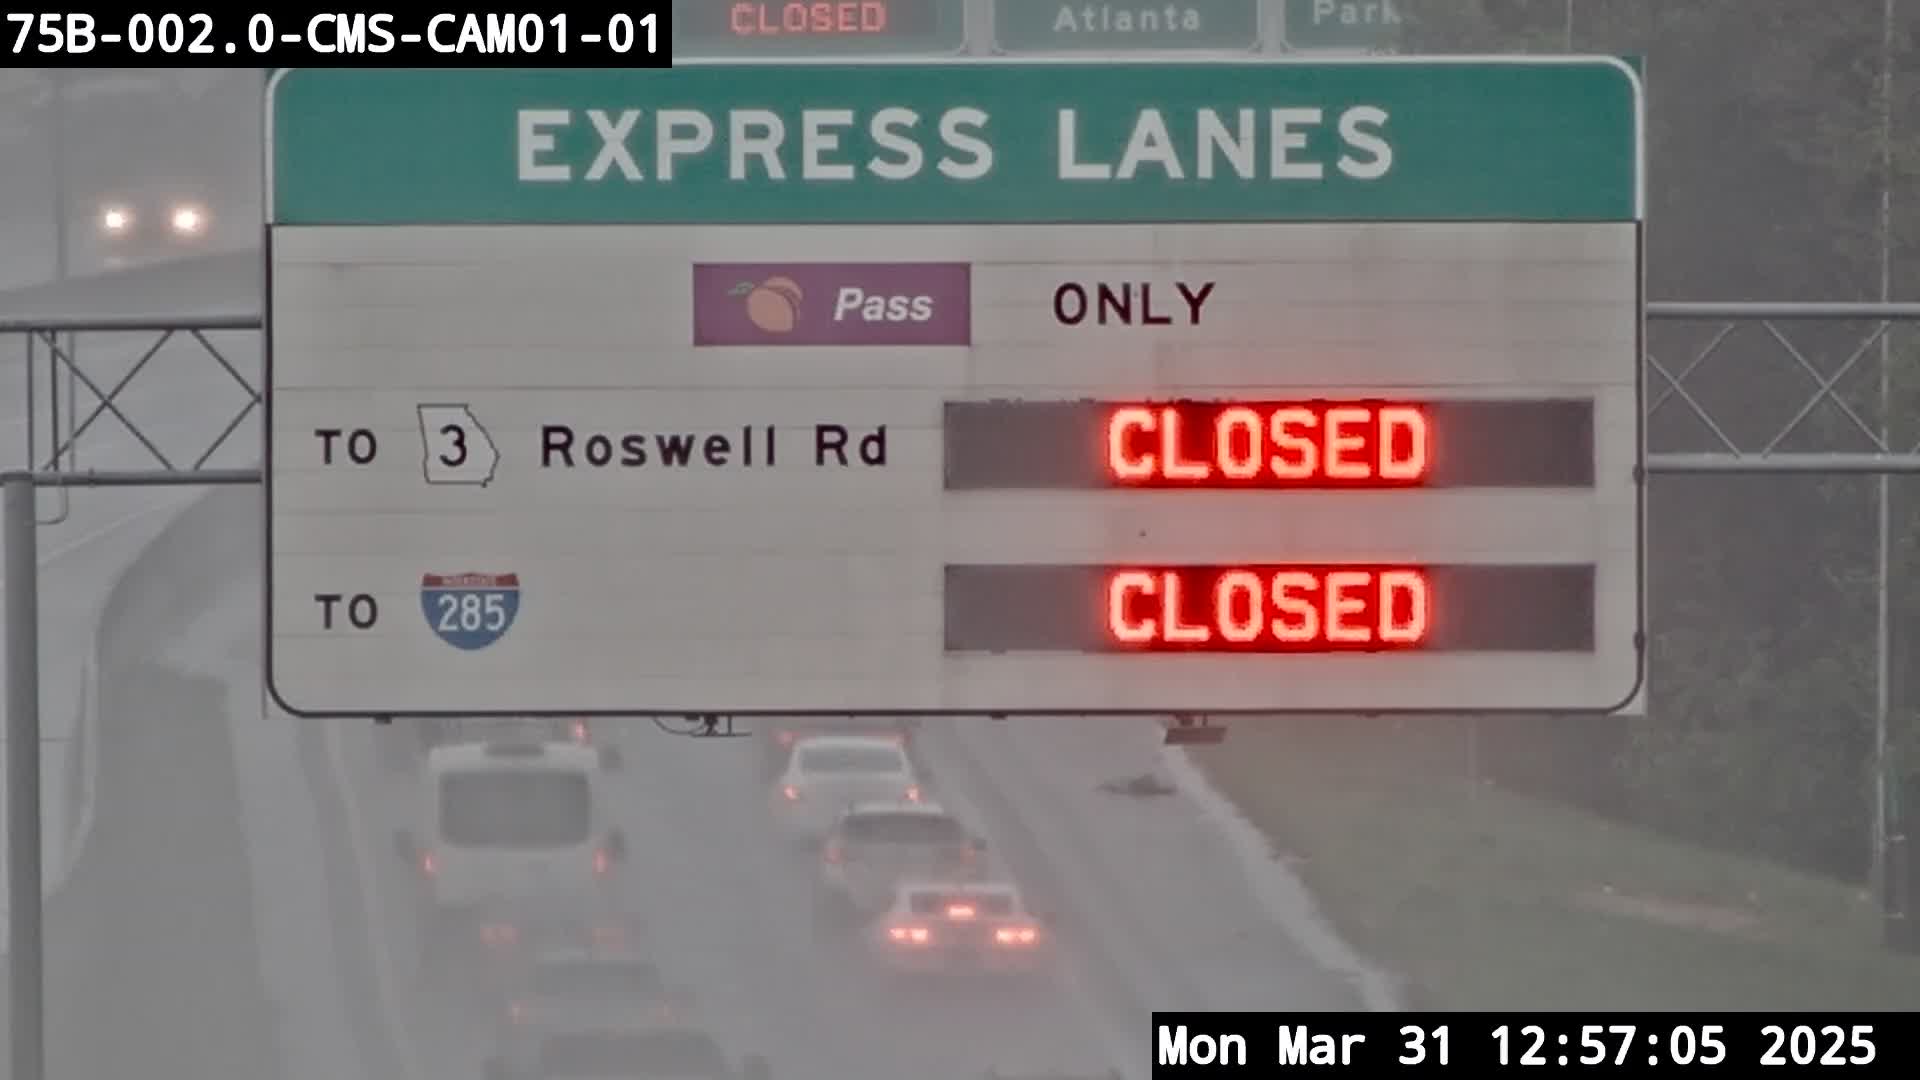 75B-002.0-CMS-CAM01-01
CLOSED
Atlanta
Park
EXPRESS LANES
Pass ONLY
TO 3 Roswell Rd CLOSED
INTERSTATE
TO 285 CLOSED
Mon Mar 31 12:57:05 2025